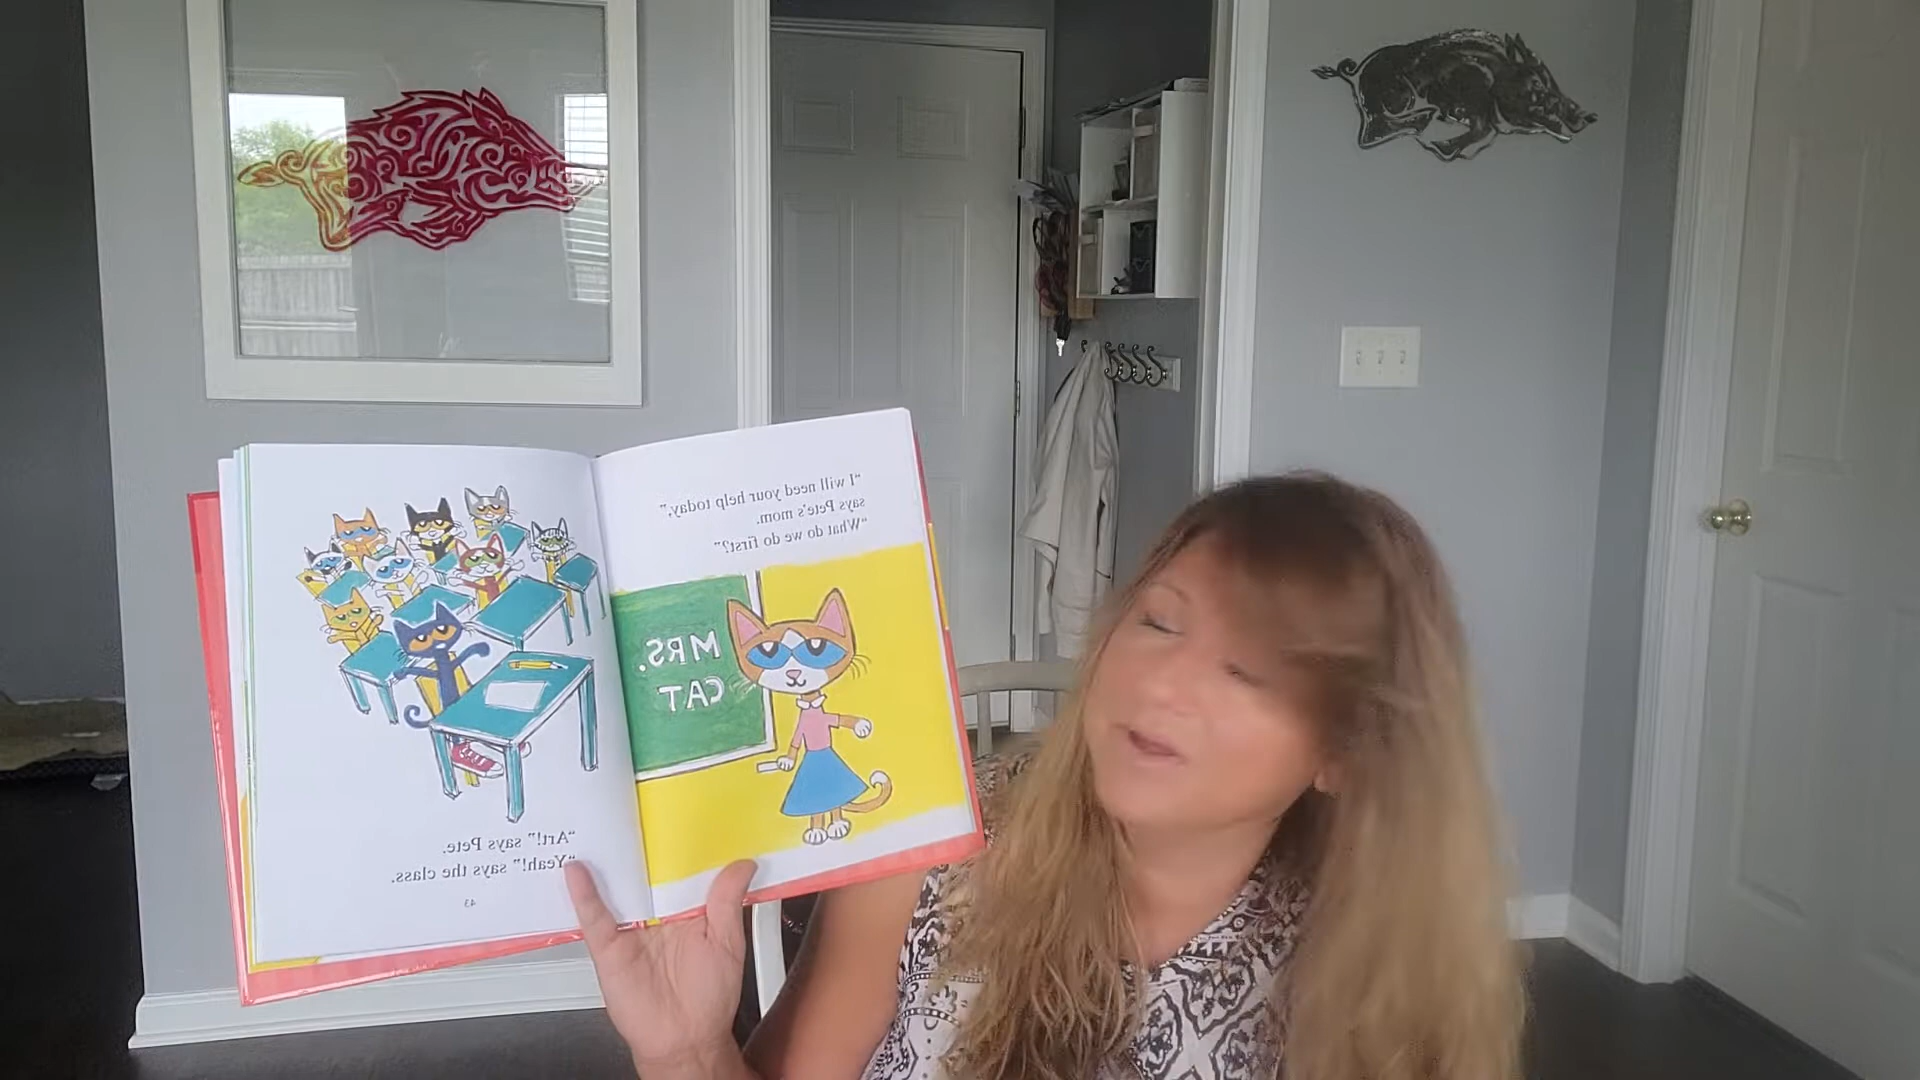 “I will need your help today,”
says Pete's mom.
“What do we do first?”
MRS.
CAT
“Art!” says Pete.
“Yeah!” says the class.
43